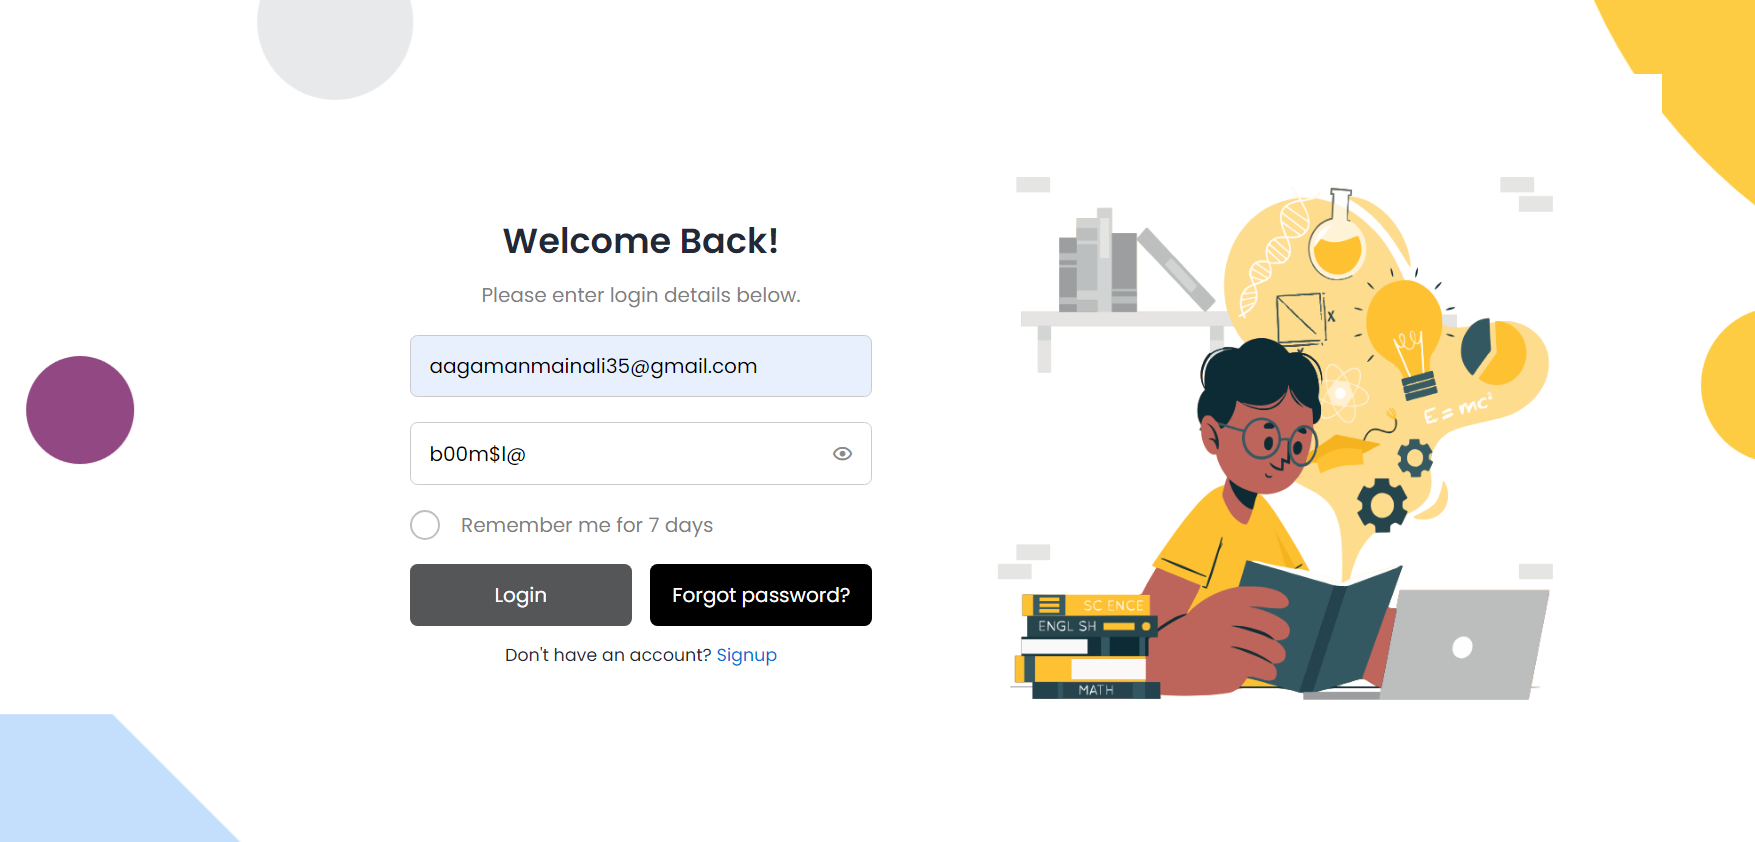 Welcome Back!
Please enter login details below.
aagamanmainali35@gmail.com
b00m$l@
Remember me for 7 days
Login
Forgot password?
Don't have an account? Signup
x
E = mc²
SC ENCE
ENGL SH
MATH